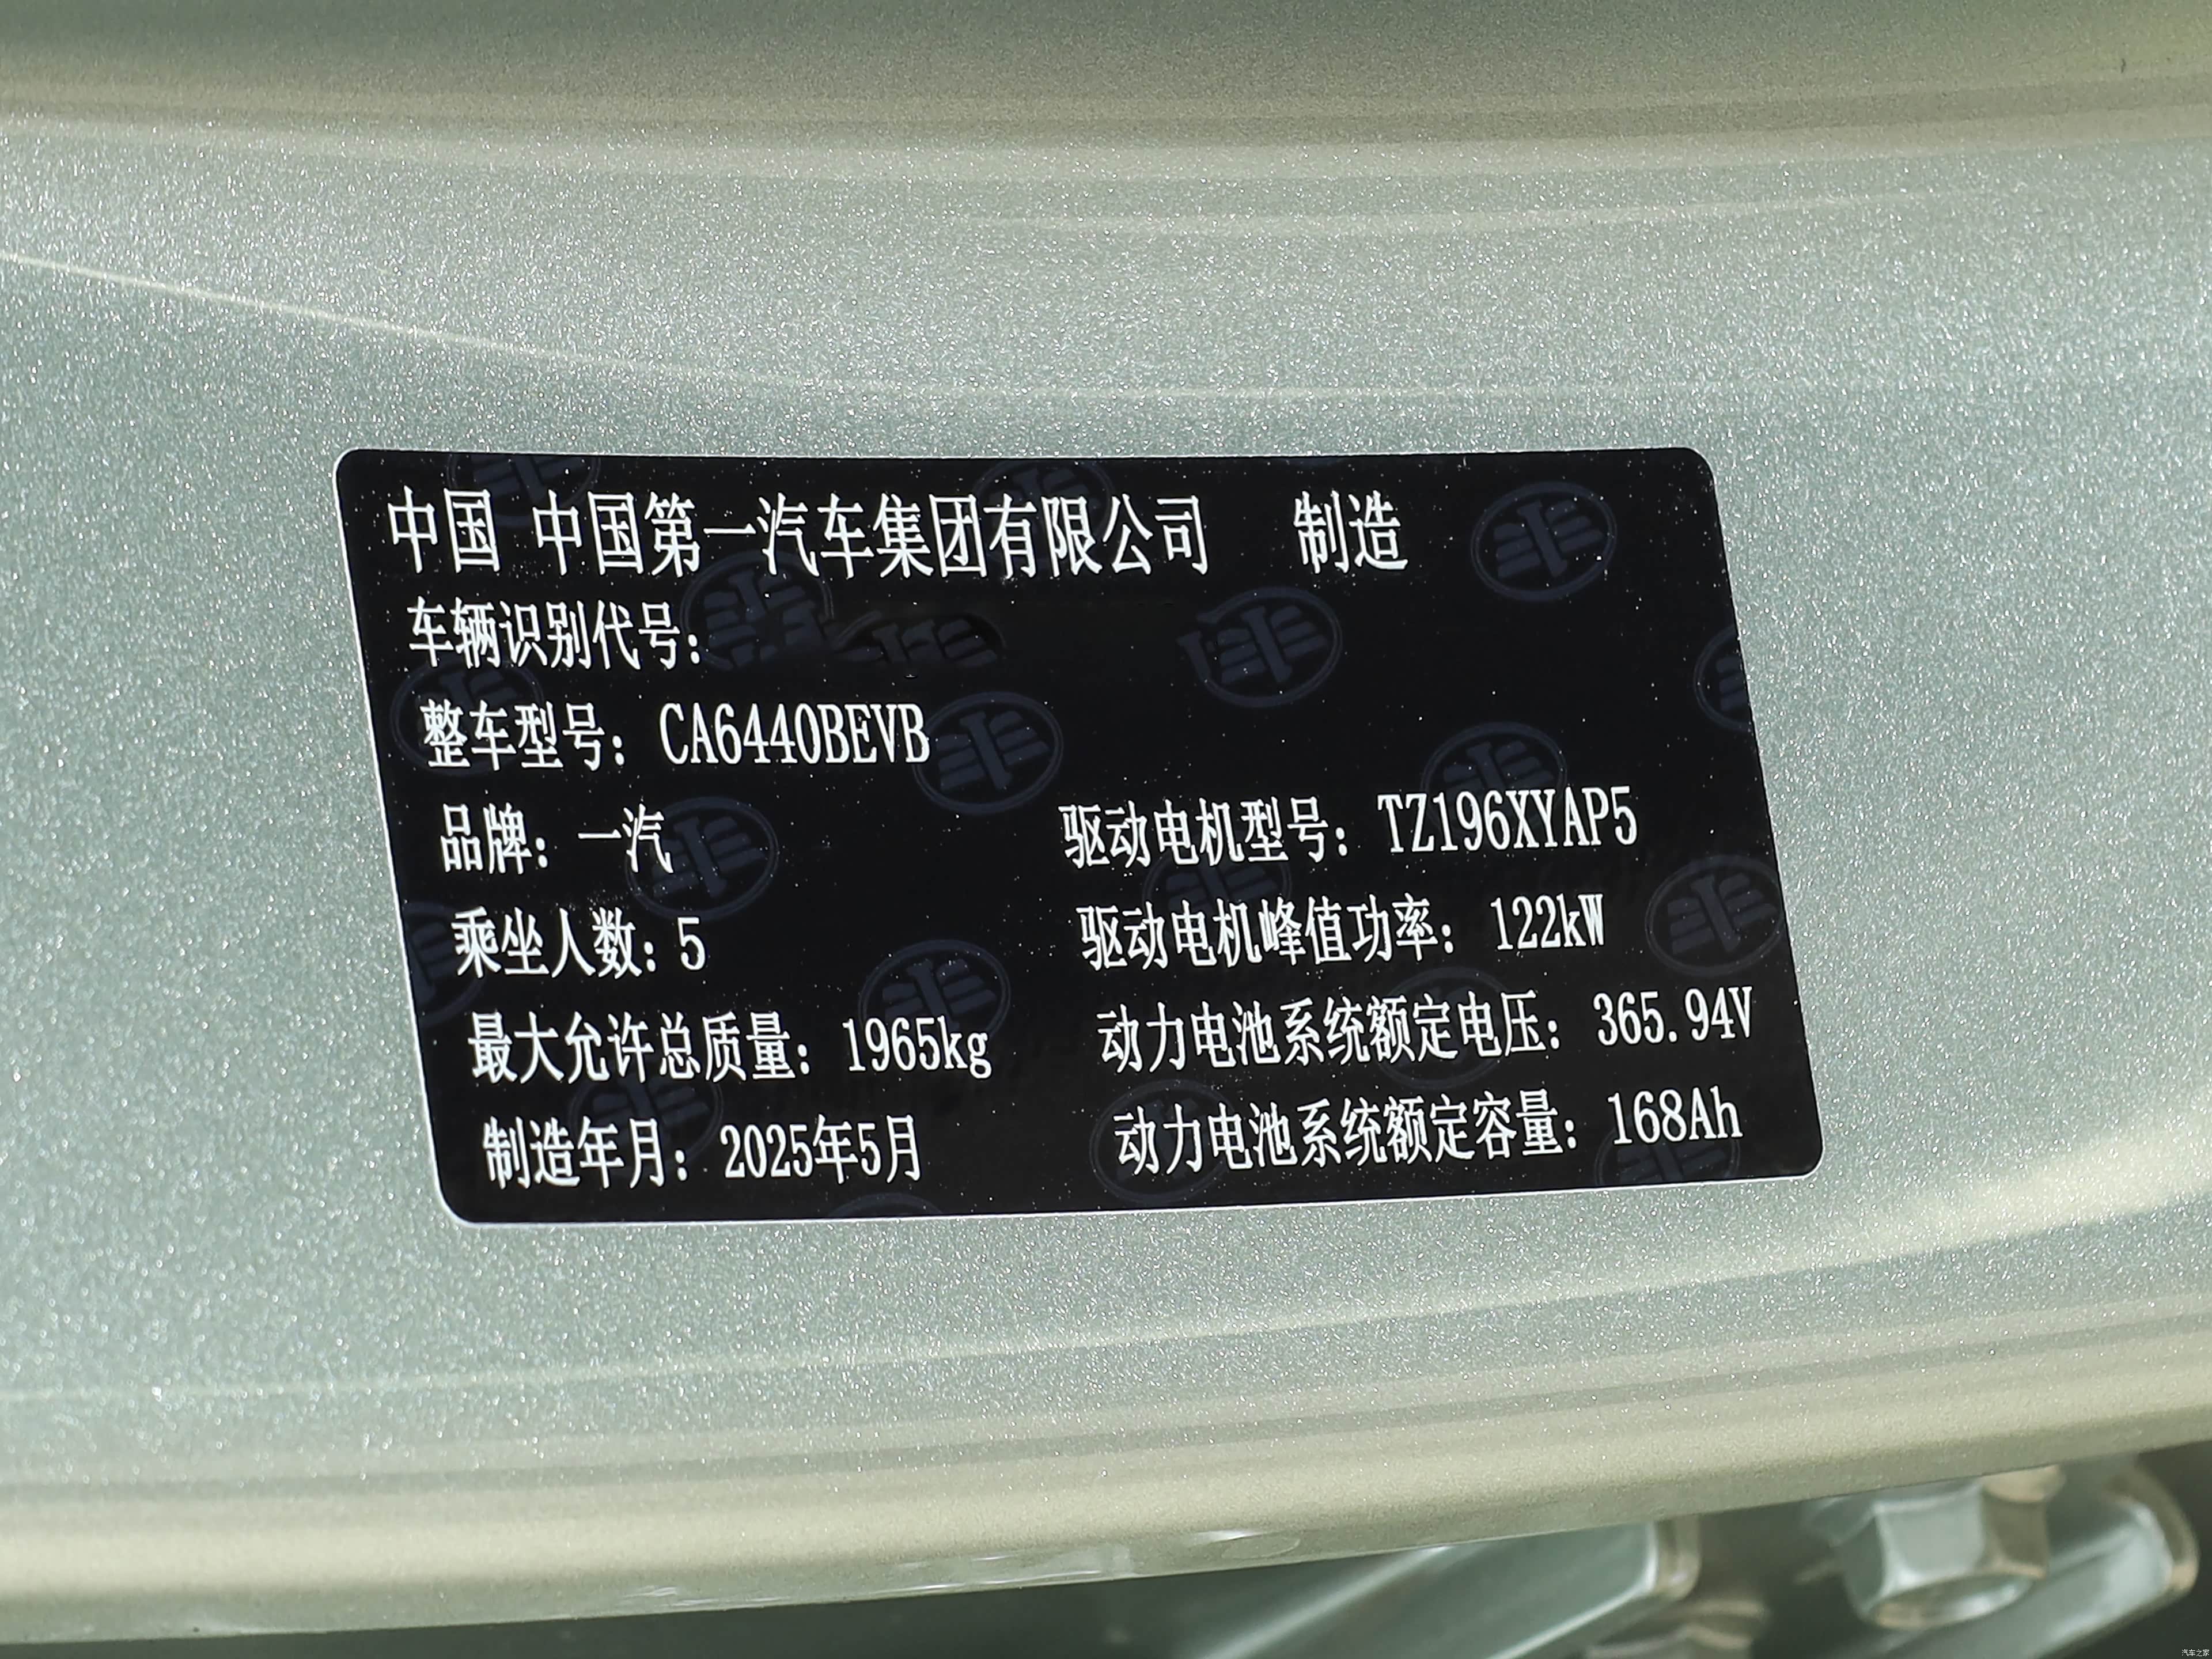 中国 中国第一汽车集团有限公司 制造
车辆识别代号:
整车型号: CA6440BEVB
品牌: 一汽 驱动电机型号: TZ196XYAP5
乘坐人数: 5 驱动电机峰值功率: 122kW
最大允许总质量: 1965kg 动力电池系统额定电压: 365.94V
制造年月: 2025年5月 动力电池系统额定容量: 168Ah
汽车之家